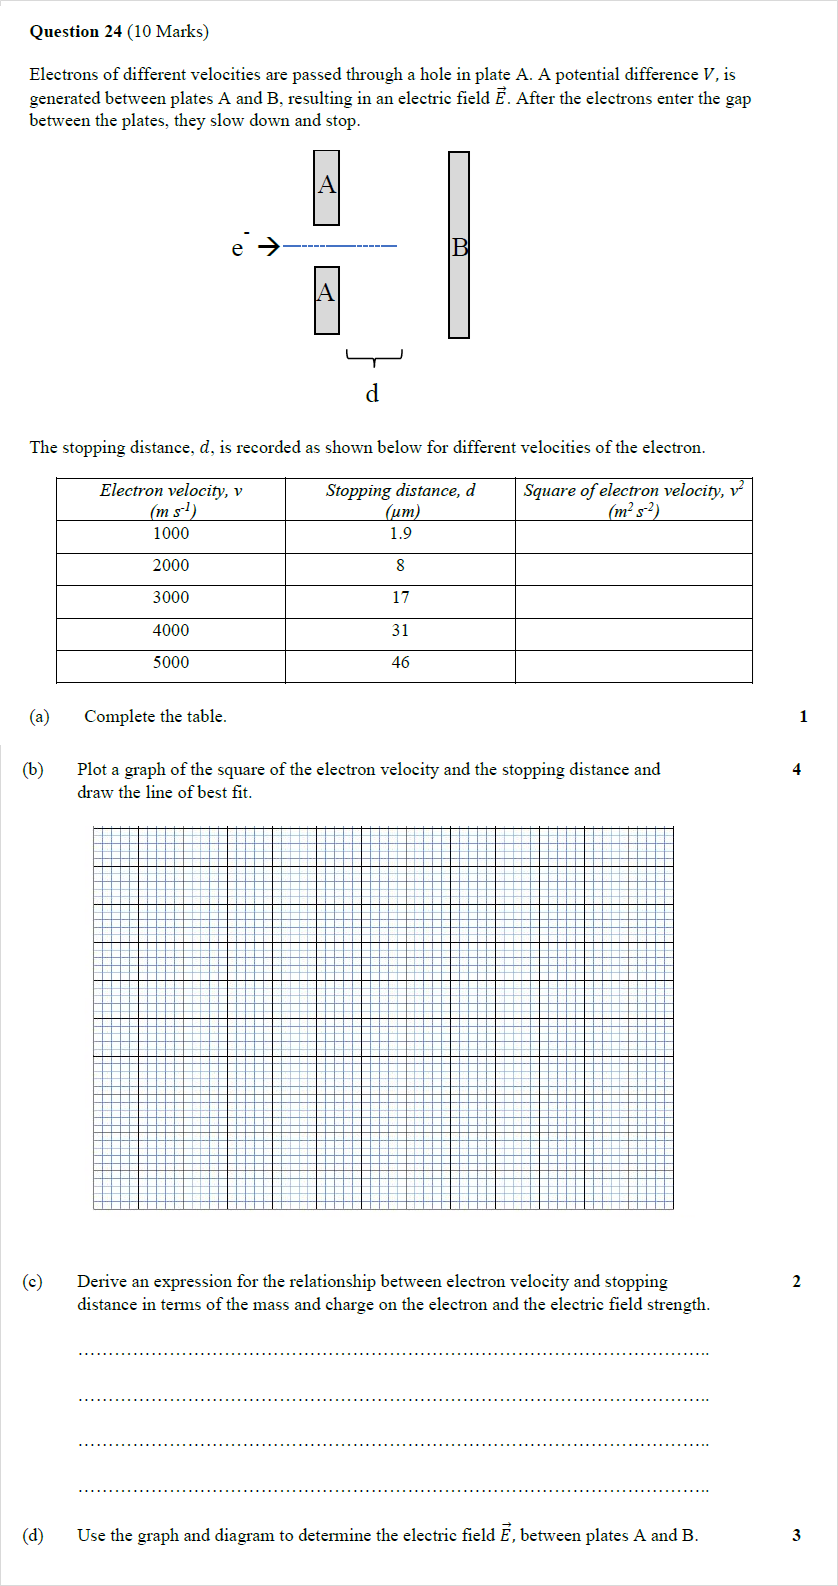 Question 24 (10 Marks)
Electrons of different velocities are passed through a hole in plate A. A potential difference V, is
generated between plates A and B, resulting in an electric field E⃗. After the electrons enter the gap
between the plates, they slow down and stop.
A
e⁻ →
B
A
d
The stopping distance, d, is recorded as shown below for different velocities of the electron.
Electron velocity, v Stopping distance, d Square of electron velocity, v²
(m s⁻¹) (μm) (m² s⁻²)
1000 1.9
2000 8
3000 17
4000 31
5000 46
(a) Complete the table. 1
(b) Plot a graph of the square of the electron velocity and the stopping distance and 4
draw the line of best fit.
(c) Derive an expression for the relationship between electron velocity and stopping 2
distance in terms of the mass and charge on the electron and the electric field strength.
(d) Use the graph and diagram to determine the electric field E⃗, between plates A and B. 3